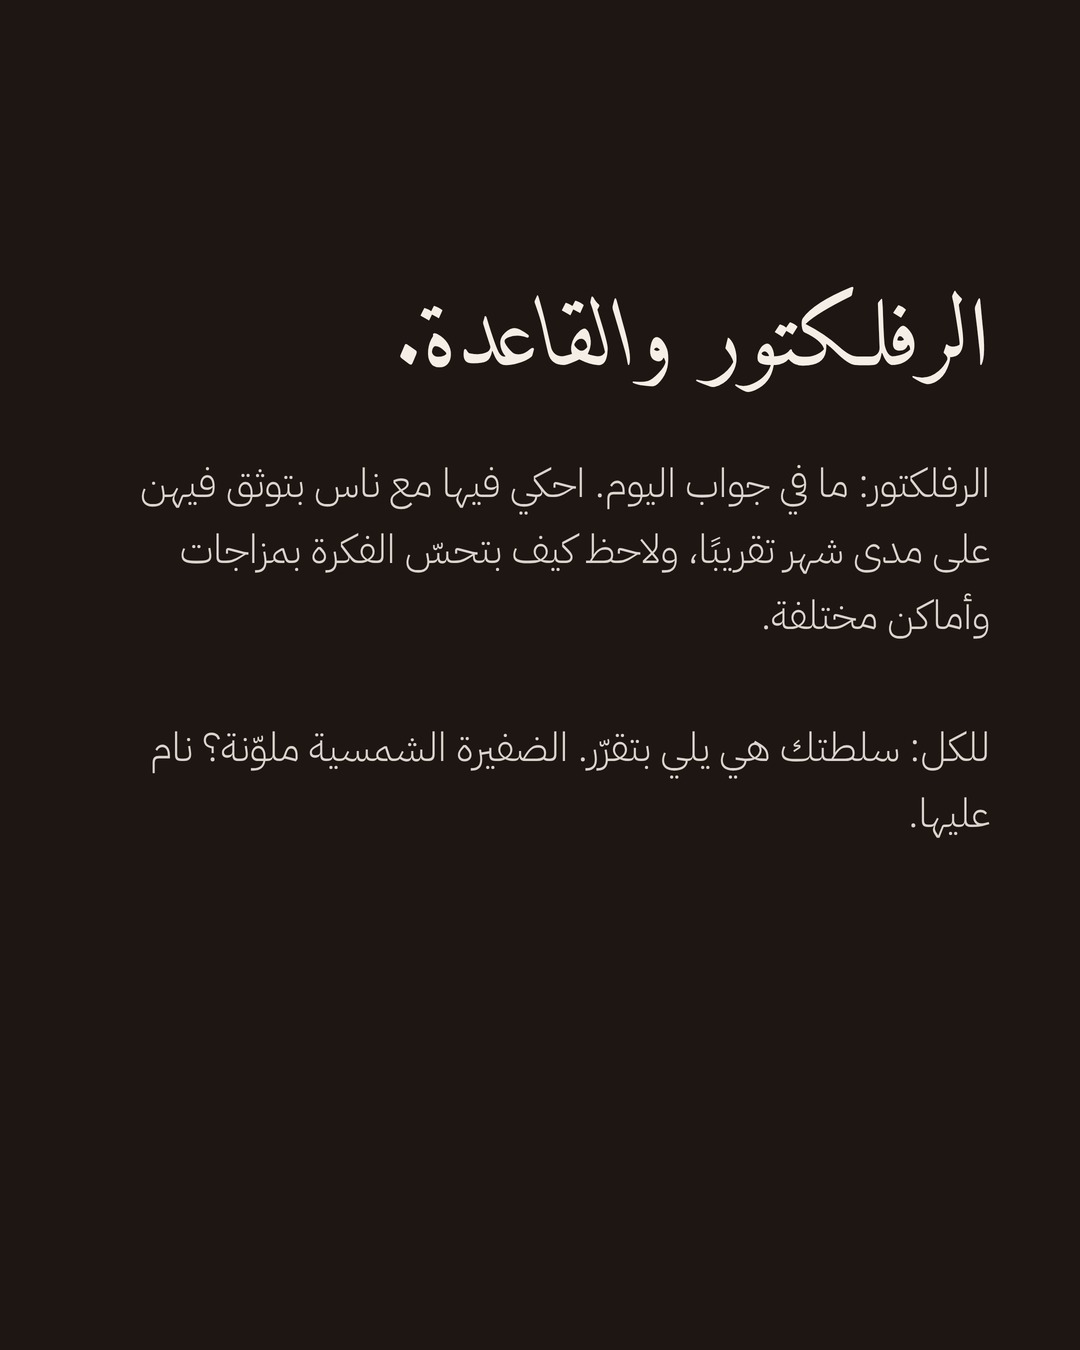 الرفلكتور والقاعدة.
الرفلكتور: ما في جواب اليوم. احكي فيها مع ناس بتوثق فيهن
على مدى شهر تقريبًا، ولاحظ كيف بتحسّ الفكرة بمزاجات
وأماكن مختلفة.
للكل: سلطتك هي يلي بتقرّر. الضفيرة الشمسية ملوّنة؟ نام
عليها.